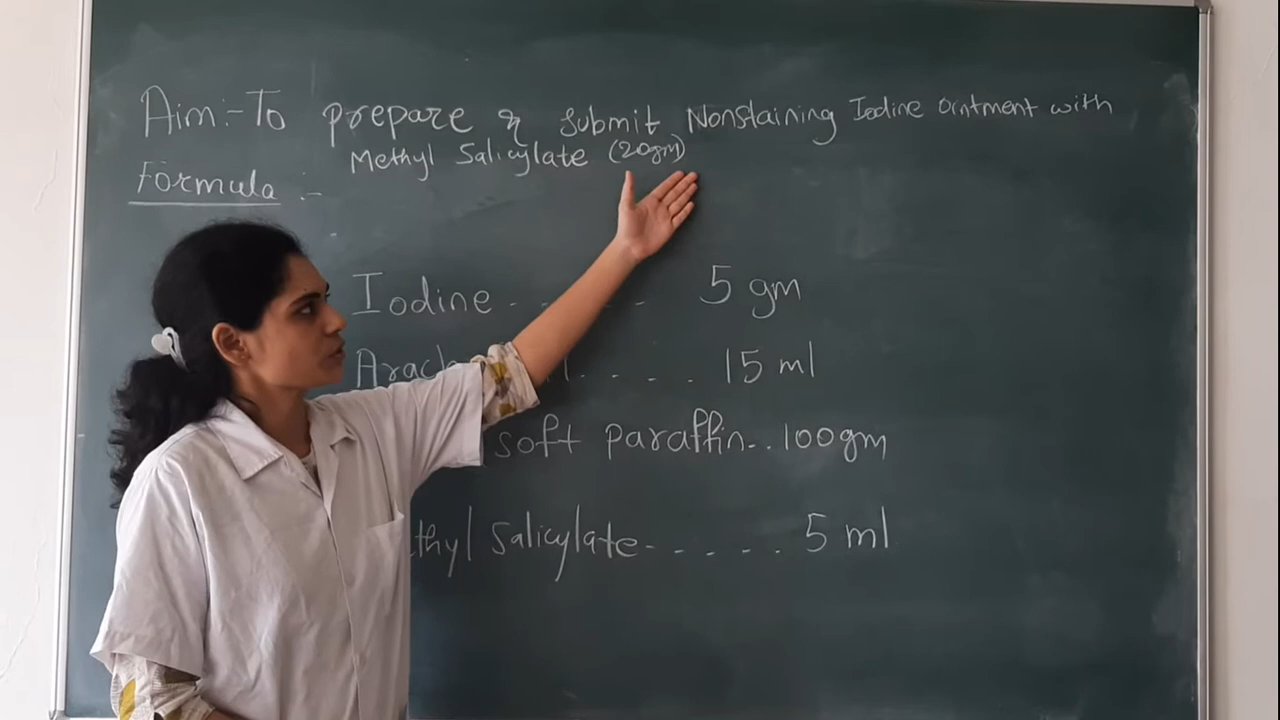 Aim:- To prepare & submit Nonstaining Iodine Ointment with
Methyl Salicylate (20gm)
Formula :-
Iodine - - - - - 5 gm
15 ml
soft paraffin.. 100gm
Salicylate - - - - - 5 ml